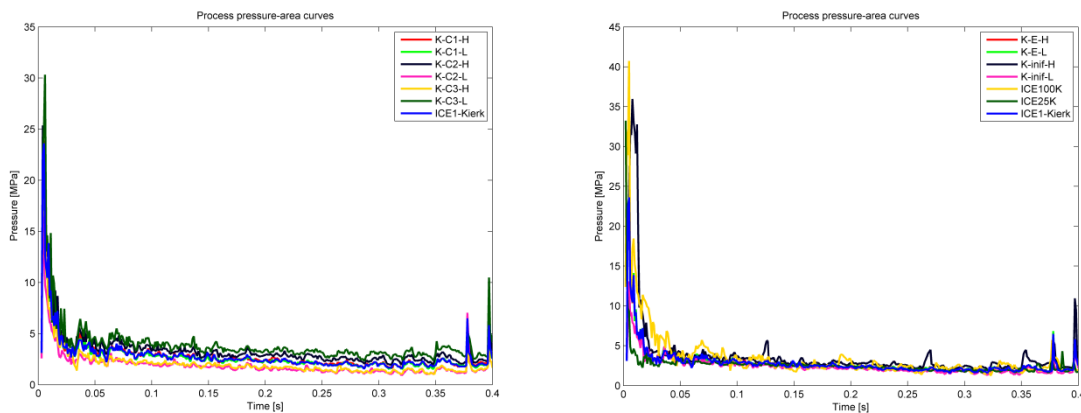 Process pressure-area curves
35
30
25
20
15
10
5
0
Pressure [MPa]
0
0.05
0.1
0.15
0.2
0.25
0.3
0.35
0.4
Time [s]
K-C1-H
K-C1-L
K-C2-H
K-C2-L
K-C3-H
K-C3-L
ICE1-Kierk
Process pressure-area curves
45
40
35
30
25
20
15
10
5
0
Pressure [MPa]
0
0.05
0.1
0.15
0.2
0.25
0.3
0.35
0.4
Time [s]
K-E-H
K-E-L
K-inif-H
K-inif-L
ICE100K
ICE25K
ICE1-Kierk